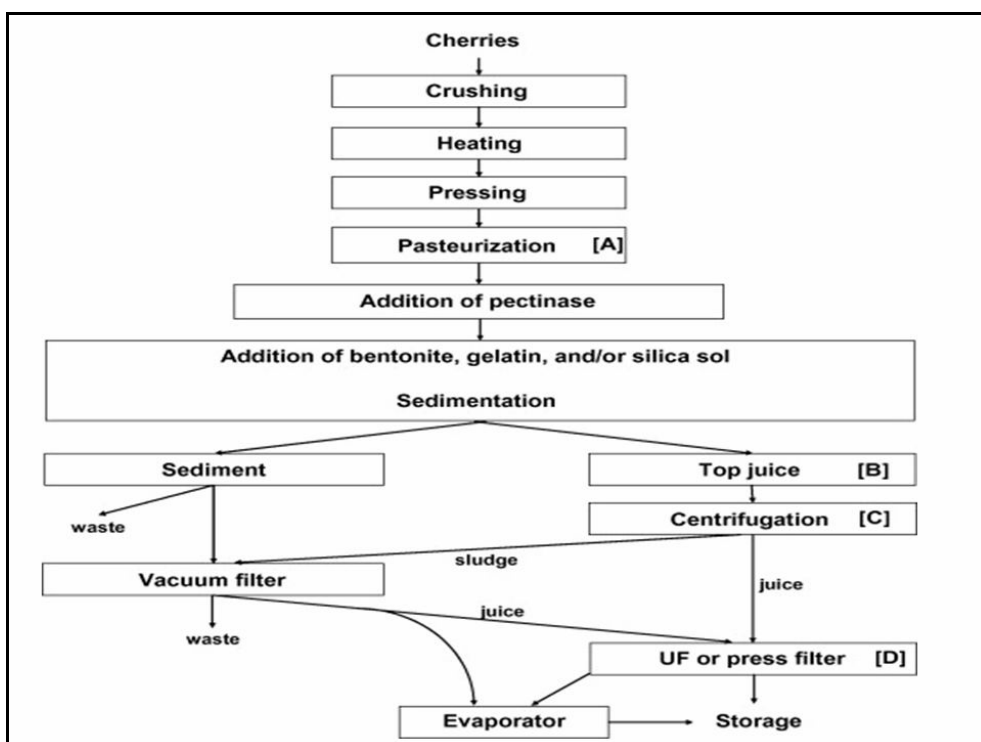 Cherries
Crushing
Heating
Pressing
Pasteurization [A]
Addition of pectinase
Addition of bentonite, gelatin, and/or silica sol
Sedimentation
Sediment
Top juice [B]
waste
Centrifugation [C]
sludge
Vacuum filter
juice
juice
waste
UF or press filter [D]
Evaporator
Storage